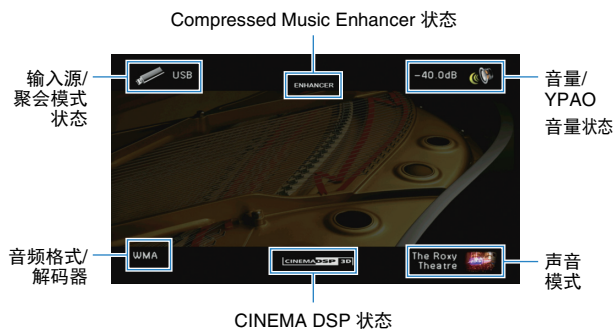 Compressed Music Enhancer 状态
输入源/
聚会模式
状态
USB
ENHANCER
-40.0dB
音量/
YPAO
音量状态
音频格式/
解码器
WMA
CINEMA DSP 3D
The Roxy
Theatre
声音
模式
CINEMA DSP 状态